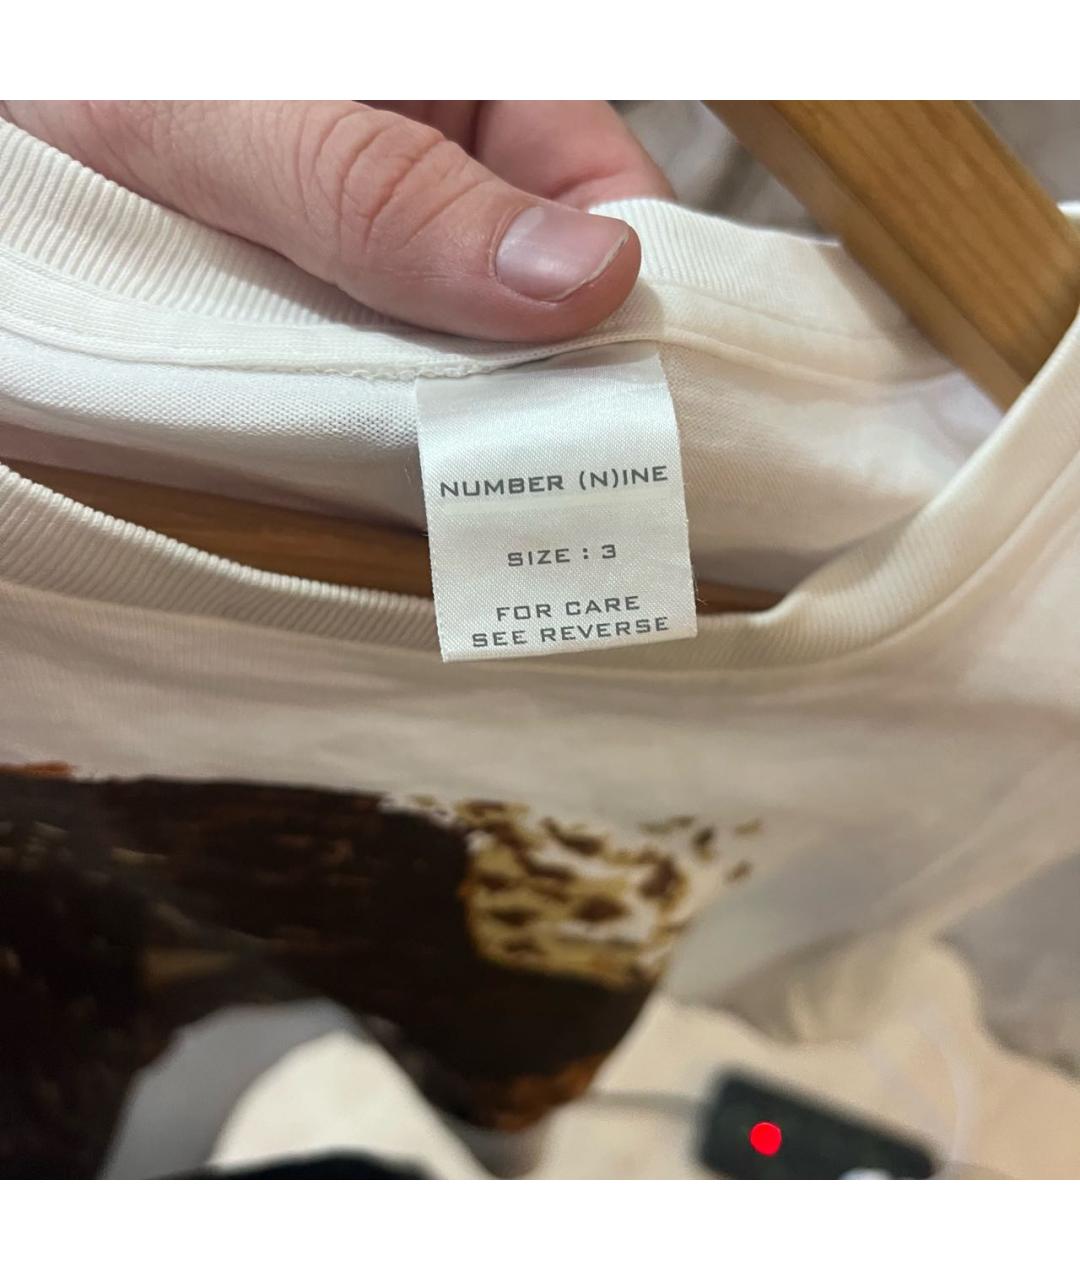 NUMBER (N)INE
SIZE : 3
FOR CARE
SEE REVERSE